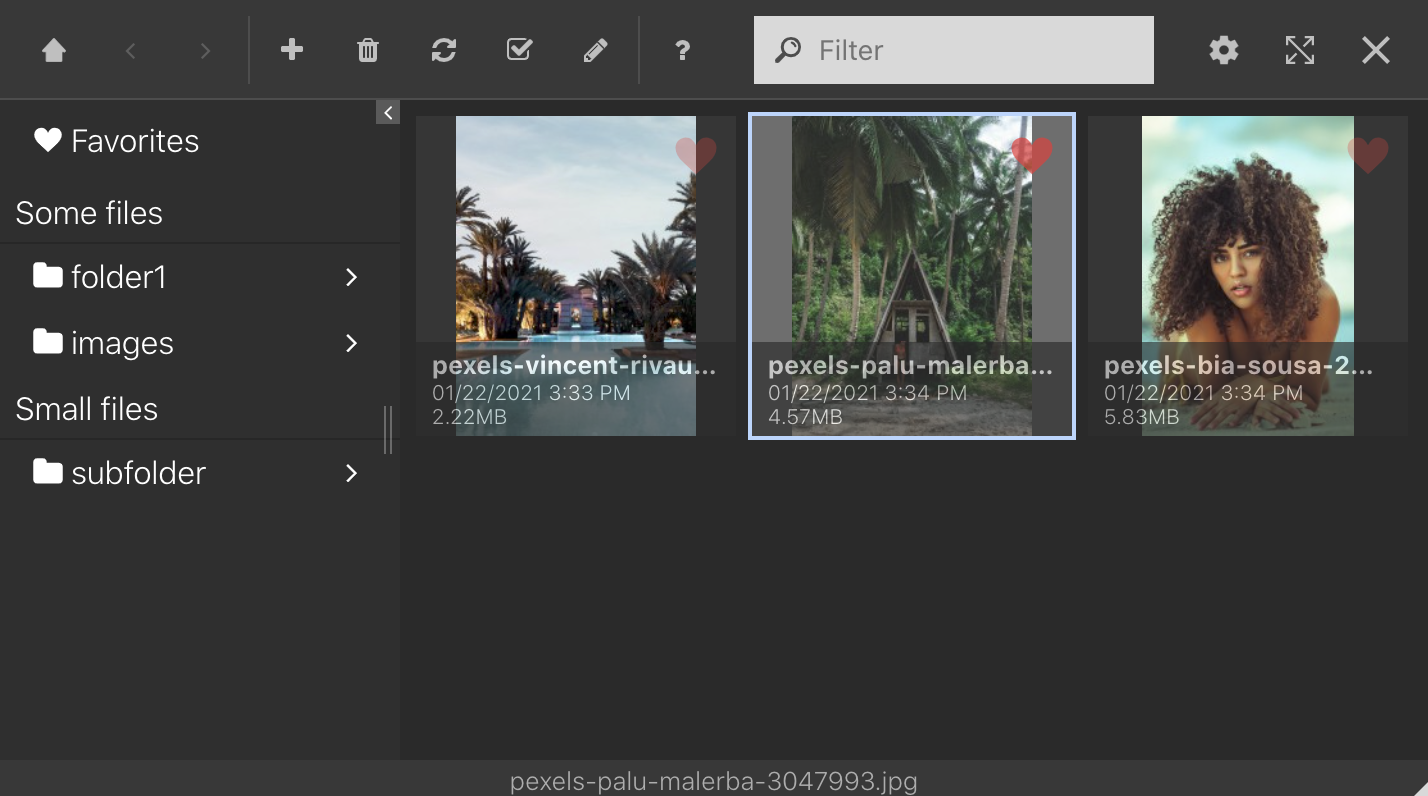 Filter
Favorites
Some files
folder1
images
Small files
subfolder
pexels-vincent-rivau...
01/22/2021 3:33 PM
2.22MB
pexels-palu-malerba...
01/22/2021 3:34 PM
4.57MB
pexels-bia-sousa-2...
01/22/2021 3:34 PM
5.83MB
pexels-palu-malerba-3047993.jpg